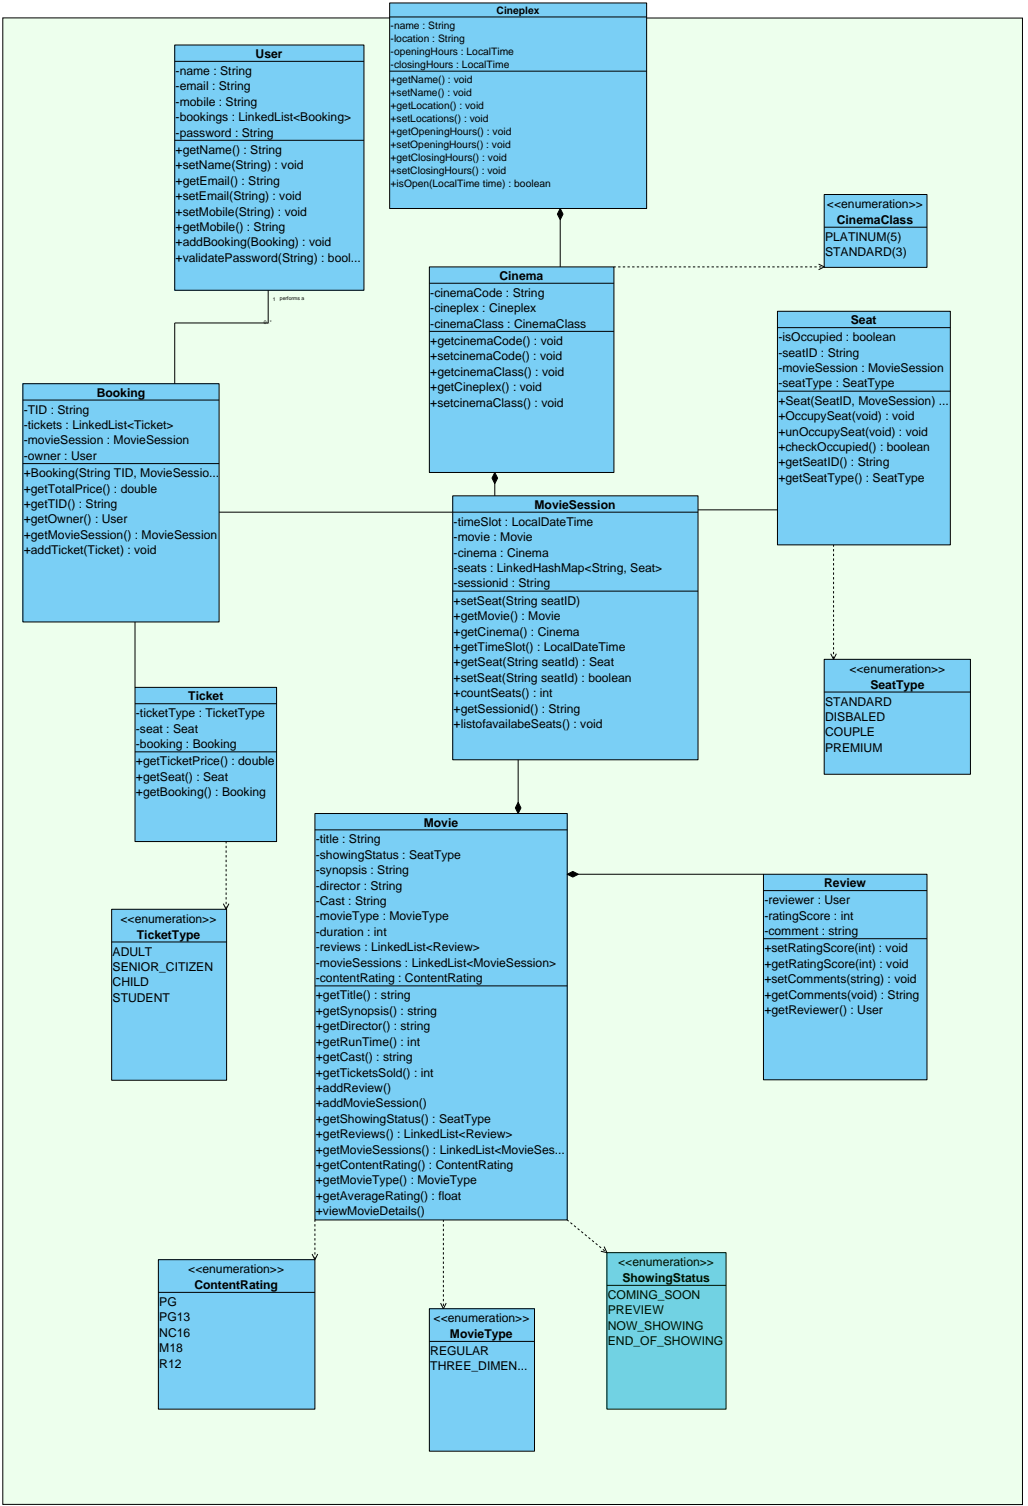 Cineplex
-name : String
-location : String
-openingHours : LocalTime
-closingHours : LocalTime
+getName() : void
+setName() : void
+getLocation() : void
+setLocations() : void
+getOpeningHours() : void
+setOpeningHours() : void
+getClosingHours() : void
+setClosingHours() : void
+isOpen(LocalTime time) : boolean
User
-name : String
-email : String
-mobile : String
-bookings : LinkedList<Booking>
-password : String
+getName() : String
+setName(String) : void
+getEmail() : String
+setEmail(String) : void
+setMobile(String) : void
+getMobile() : String
+addBooking(Booking) : void
+validatePassword(String) : bool...
1 performs a
<<enumeration>>
CinemaClass
PLATINUM(5)
STANDARD(3)
Cinema
-cinemaCode : String
-cineplex : Cineplex
-cinemaClass : CinemaClass
+getcinemaCode() : void
+setcinemaCode() : void
+getcinemaClass() : void
+getCineplex() : void
+setcinemaClass() : void
Seat
-isOccupied : boolean
-seatID : String
-movieSession : MovieSession
-seatType : SeatType
+Seat(SeatID, MoveSession) ...
+OccupySeat(void) : void
+unOccupySeat(void) : void
+checkOccupied() : boolean
+getSeatID() : String
+getSeatType() : SeatType
Booking
-TID : String
-tickets : LinkedList<Ticket>
-movieSession : MovieSession
-owner : User
+Booking(String TID, MovieSessio...
+getTotalPrice() : double
+getTID() : String
+getOwner() : User
+getMovieSession() : MovieSession
+addTicket(Ticket) : void
MovieSession
-timeSlot : LocalDateTime
-movie : Movie
-cinema : Cinema
-seats : LinkedHashMap<String, Seat>
-sessionid : String
+setSeat(String seatID)
+getMovie() : Movie
+getCinema() : Cinema
+getTimeSlot() : LocalDateTime
+getSeat(String seatId) : Seat
+setSeat(String seatId) : boolean
+countSeats() : int
+getSessionid() : String
+listofavailabeSeats() : void
<<enumeration>>
SeatType
STANDARD
DISBALED
COUPLE
PREMIUM
Ticket
-ticketType : TicketType
-seat : Seat
-booking : Booking
+getTicketPrice() : double
+getSeat() : Seat
+getBooking() : Booking
<<enumeration>>
TicketType
ADULT
SENIOR_CITIZEN
CHILD
STUDENT
Movie
-title : String
-showingStatus : SeatType
-synopsis : String
-director : String
-Cast : String
-movieType : MovieType
-duration : int
-reviews : LinkedList<Review>
-movieSessions : LinkedList<MovieSession>
-contentRating : ContentRating
+getTitle() : string
+getSynopsis() : string
+getDirector() : string
+getRunTime() : int
+getCast() : string
+getTicketsSold() : int
+addReview()
+addMovieSession()
+getShowingStatus() : SeatType
+getReviews() : LinkedList<Review>
+getMovieSessions() : LinkedList<MovieSes...
+getContentRating() : ContentRating
+getMovieType() : MovieType
+getAverageRating() : float
+viewMovieDetails()
Review
-reviewer : User
-ratingScore : int
-comment : string
+setRatingScore(int) : void
+getRatingScore(int) : void
+setComments(string) : void
+getComments(void) : String
+getReviewer() : User
<<enumeration>>
ContentRating
PG
PG13
NC16
M18
R12
<<enumeration>>
MovieType
REGULAR
THREE_DIMEN...
<<enumeration>>
ShowingStatus
COMING_SOON
PREVIEW
NOW_SHOWING
END_OF_SHOWING